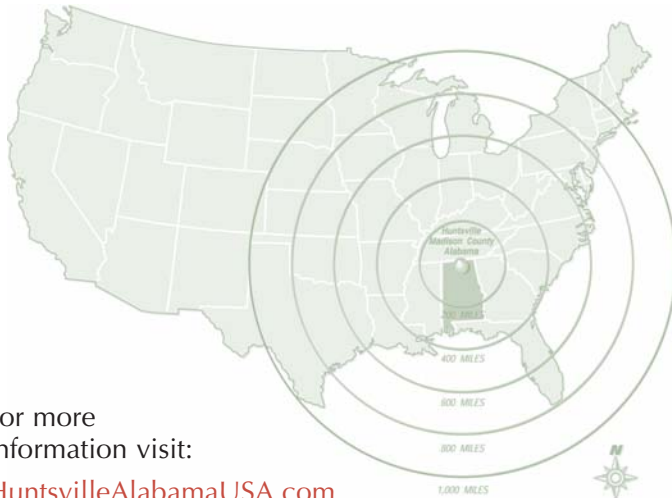 Huntsville
Madison County
Alabama
200 MILES
400 MILES
600 MILES
800 MILES
1,000 MILES
N
or more
nformation visit:
HuntsvilleAlabamaUSA.com